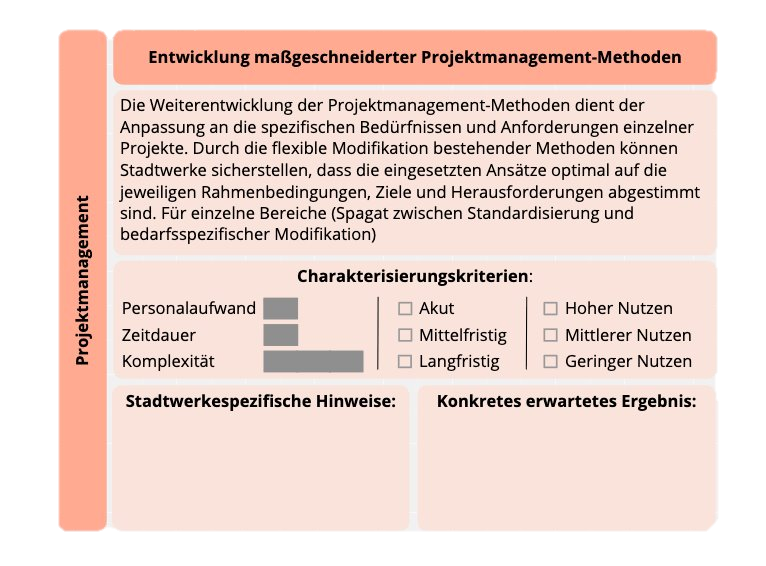 Projektmanagement
Entwicklung maßgeschneiderter Projektmanagement-Methoden
Die Weiterentwicklung der Projektmanagement-Methoden dient der
Anpassung an die spezifischen Bedürfnissen und Anforderungen einzelner
Projekte. Durch die flexible Modifikation bestehender Methoden können
Stadtwerke sicherstellen, dass die eingesetzten Ansätze optimal auf die
jeweiligen Rahmenbedingungen, Ziele und Herausforderungen abgestimmt
sind. Für einzelne Bereiche (Spagat zwischen Standardisierung und
bedarfsspezifischer Modifikation)
Charakterisierungskriterien:
Personalaufwand
Zeitdauer
Komplexität
Akut
Mittelfristig
Langfristig
Hoher Nutzen
Mittlerer Nutzen
Geringer Nutzen
Stadtwerkespezifische Hinweise:
Konkretes erwartetes Ergebnis: